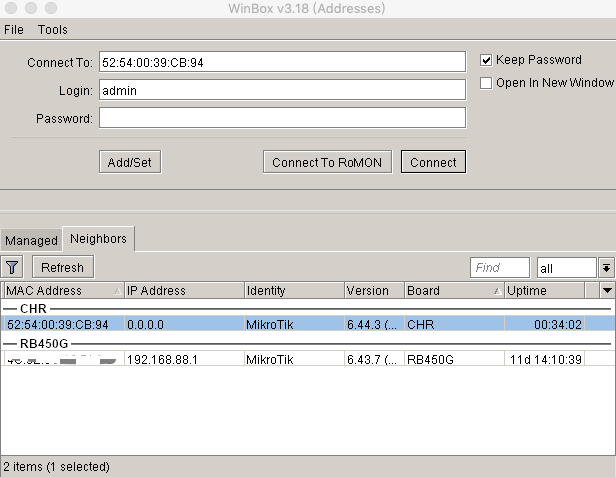 WinBox v3.18 (Addresses)
File Tools
Connect To: 52:54:00:39:CB:94
Keep Password
Login: admin
Open In New Window
Password:
Add/Set Connect To RoMON Connect
Managed Neighbors
Refresh Find all
MAC Address IP Address Identity Version Board Uptime
CHR
52:54:00:39:CB:94 0.0.0.0 MikroTik 6.44.3 (... CHR 00:34:02
RB450G
192.168.88.1 MikroTik 6.43.7 (... RB450G 11d 14:10:39
2 items (1 selected)